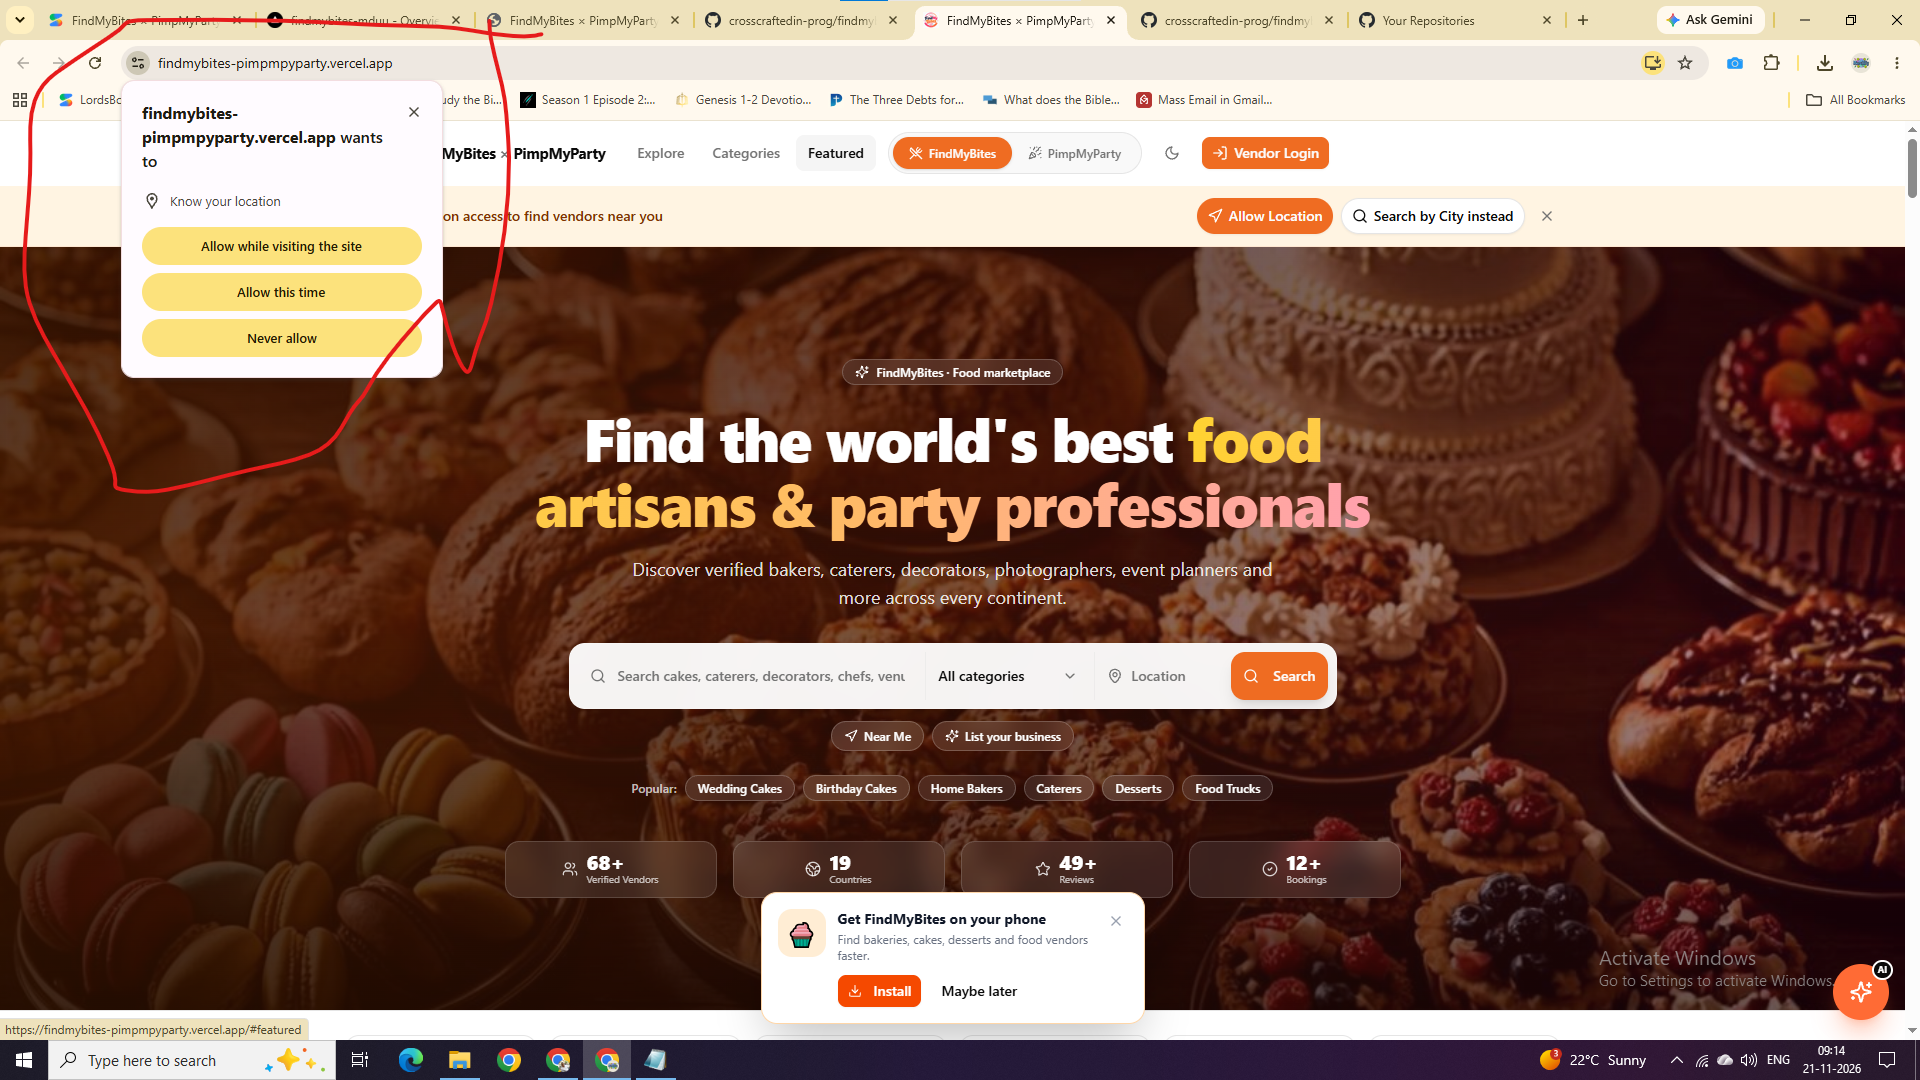 FindMyBites × PimpMyParty
findmybites-mduu - Overvie
FindMyBites × PimpMyParty
crosscraftedin-prog/findmy
FindMyBites × PimpMyParty
crosscraftedin-prog/findmy
Your Repositories
Ask Gemini
findmybites-pimpmpyparty.vercel.app
LordsBo
udy the Bi...
Season 1 Episode 2:...
Genesis 1-2 Devotio...
The Three Debts for...
What does the Bible...
Mass Email in Gmail...
All Bookmarks
findmybites-
pimpmpyparty.vercel.app wants
to
Know your location
Allow while visiting the site
Allow this time
Never allow
MyBites × PimpMyParty
Explore
Categories
Featured
FindMyBites
PimpMyParty
Vendor Login
on access to find vendors near you
Allow Location
Search by City instead
FindMyBites · Food marketplace
Find the world's best food
artisans & party professionals
Discover verified bakers, caterers, decorators, photographers, event planners and
more across every continent.
Search cakes, caterers, decorators, chefs, venu
All categories
Location
Search
Near Me
List your business
Popular:
Wedding Cakes
Birthday Cakes
Home Bakers
Caterers
Desserts
Food Trucks
68+
Verified Vendors
19
Countries
49+
Reviews
12+
Bookings
Get FindMyBites on your phone
Find bakeries, cakes, desserts and food vendors
faster.
Install
Maybe later
Activate Windows
Go to Settings to activate Windows.
AI
https://findmybites-pimpmpyparty.vercel.app/#featured
Type here to search
3
22°C Sunny
ENG
09:14
21-11-2026